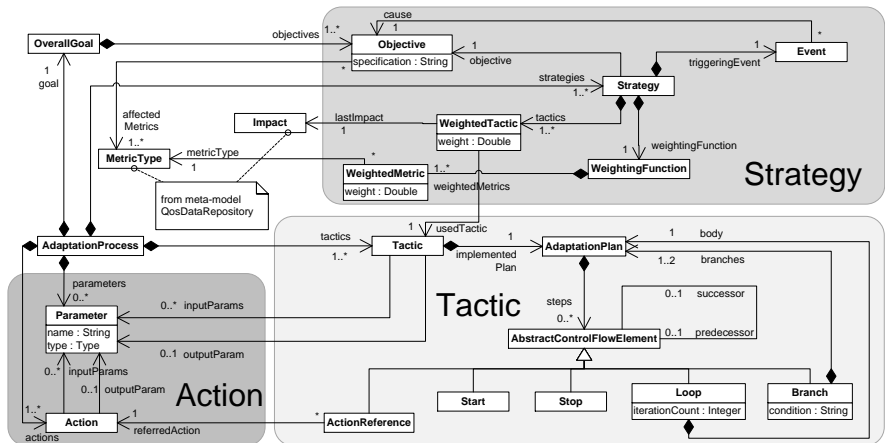 cause
OverallGoal
objectives
1..*
Objective
specification : String
1
*
1
objective
1
triggeringEvent
*
Event
1
goal
*
strategies
1..*
Strategy
affected
Metrics
1..*
Impact
lastImpact
1
WeightedTactic
weight : Double
tactics
1..*
1
weightingFunction
MetricType
metricType
1
*
WeightedMetric
weight : Double
1..*
weightedMetrics
WeightingFunction
Strategy
from meta-model
QosDataRepository
AdaptationProcess
tactics
1..*
1
usedTactic
Tactic
1
implemented
Plan
AdaptationPlan
1
body
1..2
branches
parameters
0..*
Parameter
name : String
type : Type
0..*
inputParams
0..1
outputParam
Tactic
steps
0..*
0..1
successor
0..1
predecessor
AbstractControlFlowElement
inputParams
0..*
0..1
outputParam
Action
Start
Stop
Loop
iterationCount : Integer
Branch
condition : String
1..*
actions
Action
1
referredAction
*
ActionReference